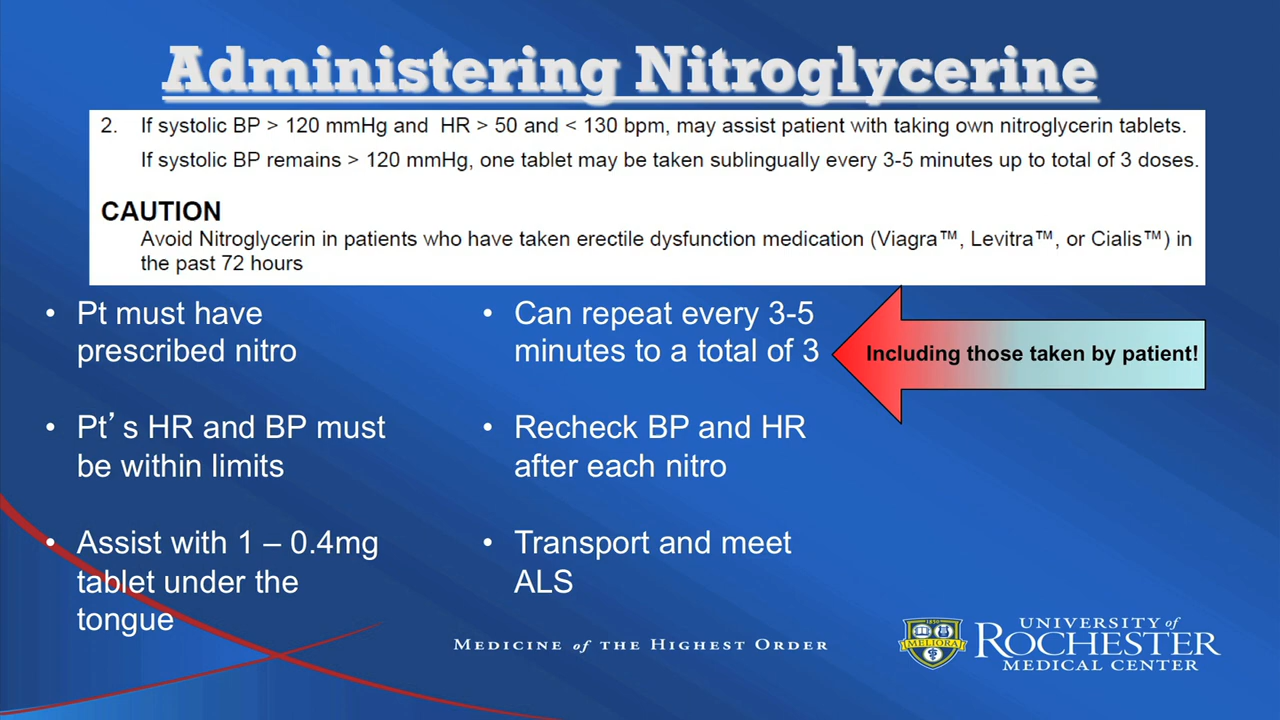 Administering Nitroglycerine
2. If systolic BP > 120 mmHg and HR > 50 and < 130 bpm, may assist patient with taking own nitroglycerin tablets.
If systolic BP remains > 120 mmHg, one tablet may be taken sublingually every 3-5 minutes up to total of 3 doses.
CAUTION
Avoid Nitroglycerin in patients who have taken erectile dysfunction medication (Viagra™, Levitra™, or Cialis™) in
the past 72 hours
• Pt must have
prescribed nitro
• Pt’s HR and BP must
be within limits
• Assist with 1 – 0.4mg
tablet under the
tongue
• Can repeat every 3-5
minutes to a total of 3
• Recheck BP and HR
after each nitro
• Transport and meet
ALS
Including those taken by patient!
MEDICINE of THE HIGHEST ORDER
1850
MELIORA
UNIVERSITY of
ROCHESTER
MEDICAL CENTER